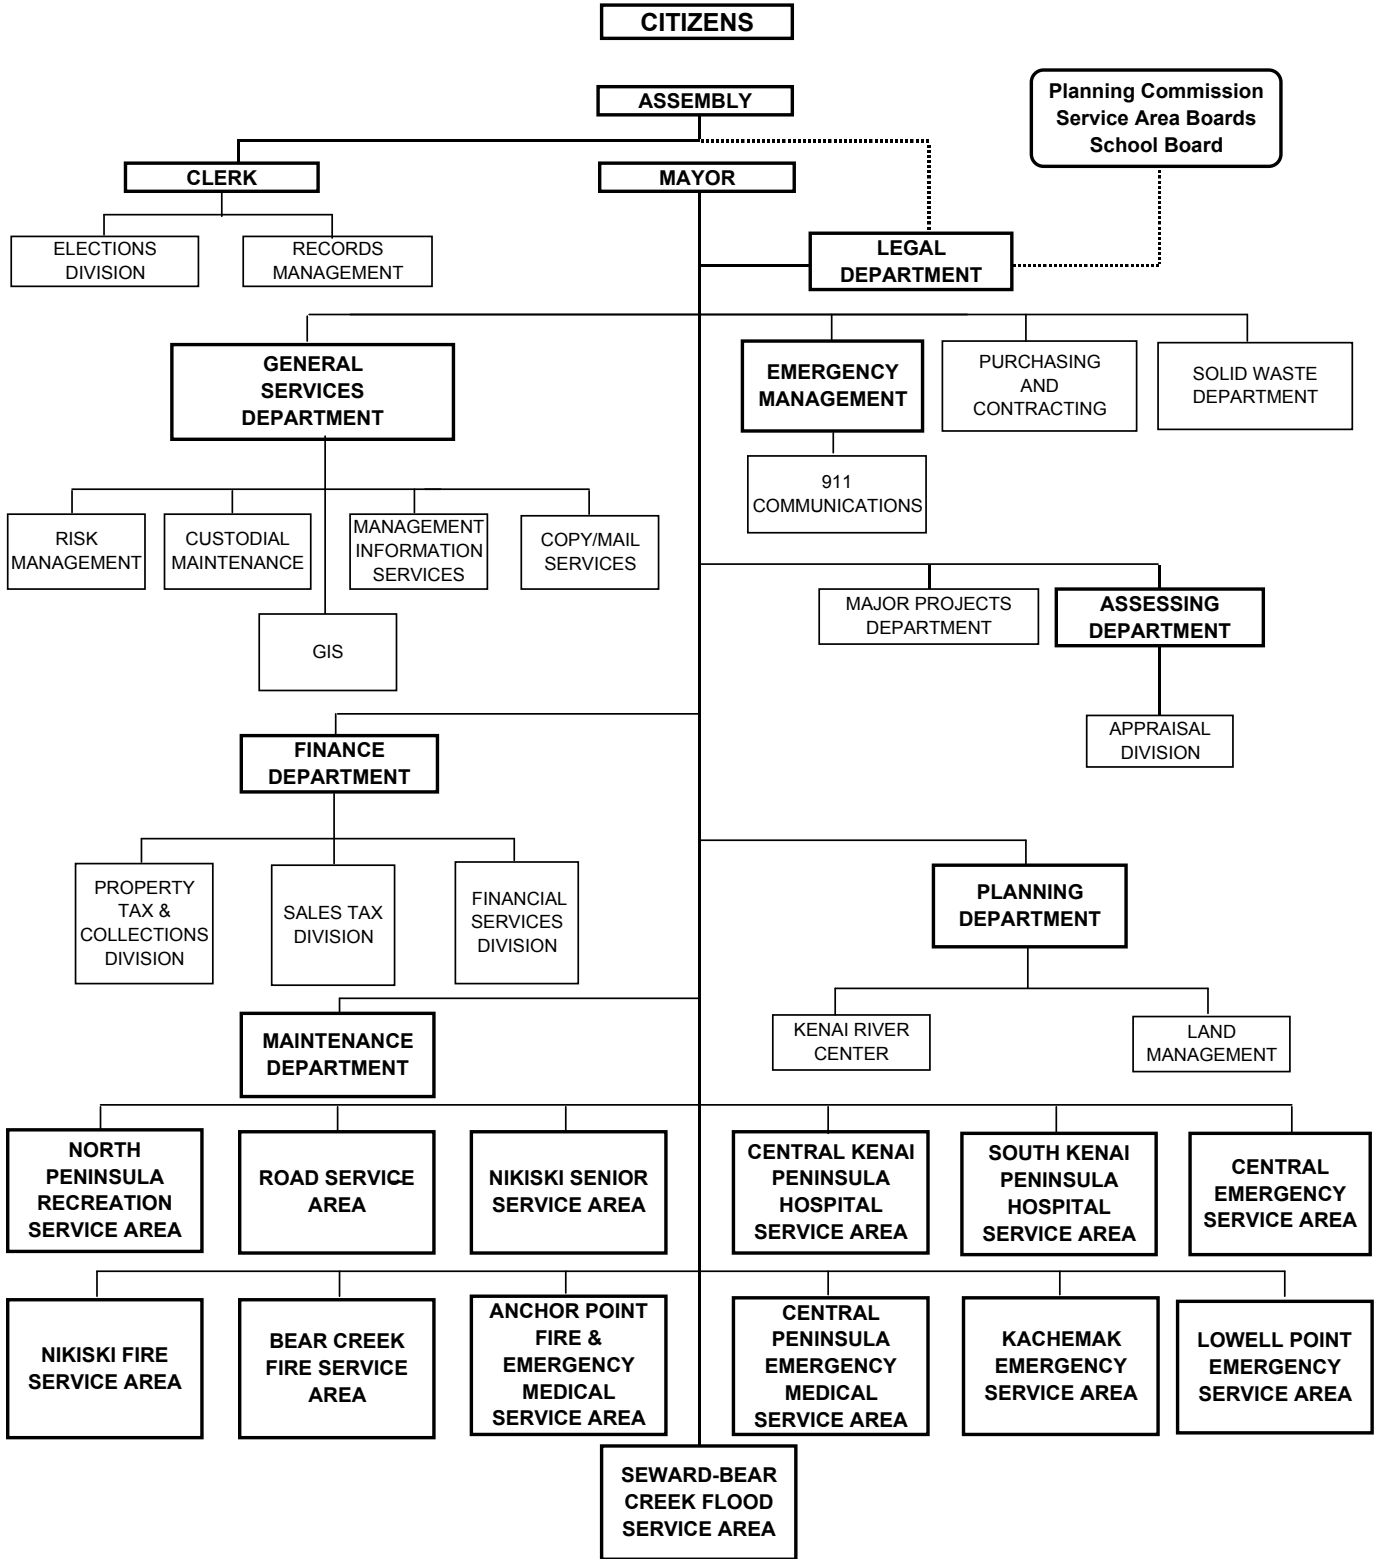 CITIZENS
ASSEMBLY
Planning Commission
Service Area Boards
School Board
CLERK
MAYOR
ELECTIONS
DIVISION
RECORDS
MANAGEMENT
LEGAL
DEPARTMENT
GENERAL
SERVICES
DEPARTMENT
EMERGENCY
MANAGEMENT
PURCHASING
AND
CONTRACTING
SOLID WASTE
DEPARTMENT
911
COMMUNICATIONS
RISK
MANAGEMENT
CUSTODIAL
MAINTENANCE
MANAGEMENT
INFORMATION
SERVICES
COPY/MAIL
SERVICES
GIS
MAJOR PROJECTS
DEPARTMENT
ASSESSING
DEPARTMENT
APPRAISAL
DIVISION
FINANCE
DEPARTMENT
PROPERTY
TAX &
COLLECTIONS
DIVISION
SALES TAX
DIVISION
FINANCIAL
SERVICES
DIVISION
PLANNING
DEPARTMENT
KENAI RIVER
CENTER
LAND
MANAGEMENT
MAINTENANCE
DEPARTMENT
NORTH
PENINSULA
RECREATION
SERVICE AREA
ROAD SERVICE
AREA
NIKISKI SENIOR
SERVICE AREA
CENTRAL KENAI
PENINSULA
HOSPITAL
SERVICE AREA
SOUTH KENAI
PENINSULA
HOSPITAL
SERVICE AREA
CENTRAL
EMERGENCY
SERVICE AREA
NIKISKI FIRE
SERVICE AREA
BEAR CREEK
FIRE SERVICE
AREA
ANCHOR POINT
FIRE &
EMERGENCY
MEDICAL
SERVICE AREA
CENTRAL
PENINSULA
EMERGENCY
MEDICAL
SERVICE AREA
KACHEMAK
EMERGENCY
SERVICE AREA
LOWELL POINT
EMERGENCY
SERVICE AREA
SEWARD-BEAR
CREEK FLOOD
SERVICE AREA